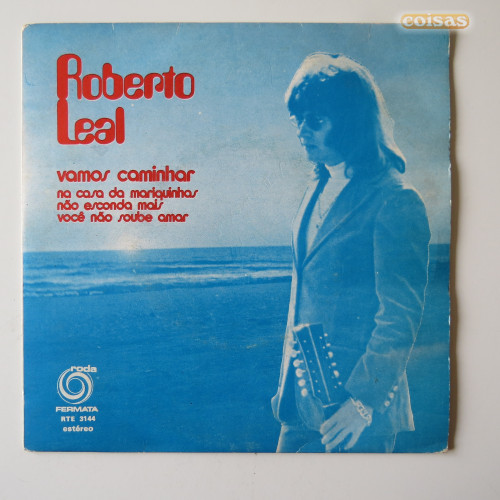 coisas
Roberto
Leal
vamos caminhar
na casa da mariquinhas
não esconda mais
você não soube amar
roda
FERMATA
RTE 3144
estéreo